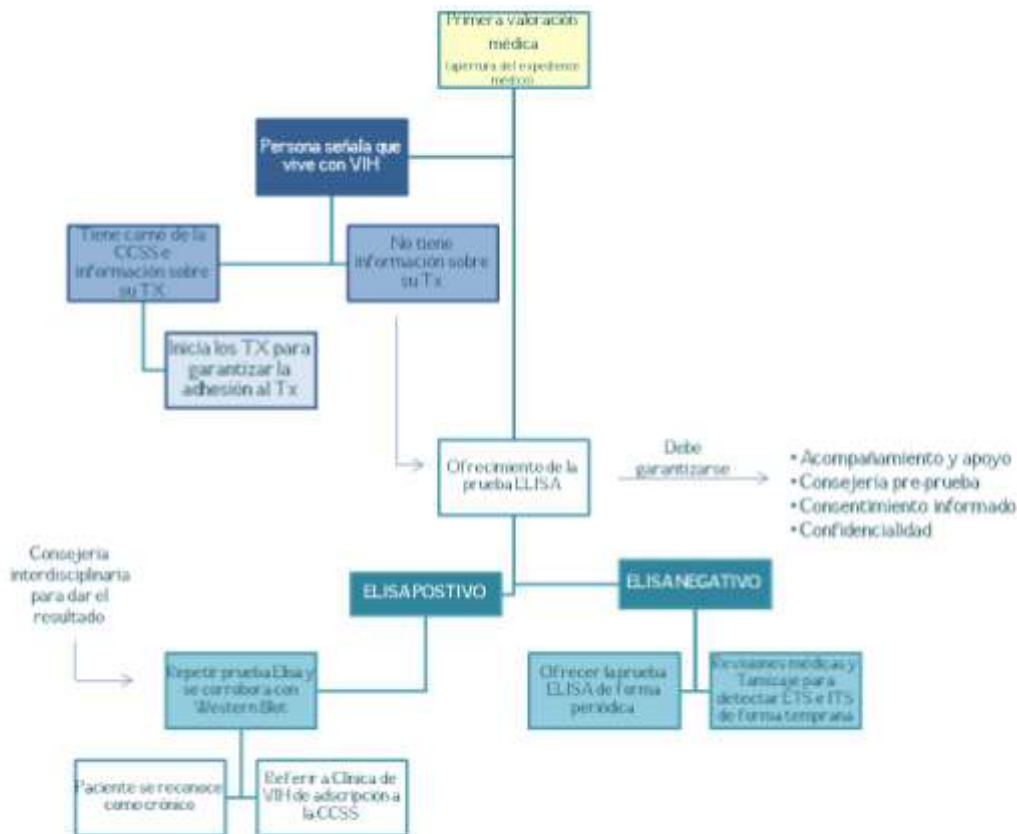 Primera valoración
médica
(apertura del expediente
médico)
Persona señala que
vive con VIH
Tiene carné de la
CCSS e
información sobre
su TX
No tiene
información sobre
su Tx
Inicia los TX para
garantizar la
adhesión al Tx
Ofrecimiento de la
prueba ELISA
Debe
garantizarse
• Acompañamiento y apoyo
• Consejería pre-prueba
• Consentimiento informado
• Confidencialidad
Consejería
interdisciplinaria
para dar el
resultado
ELISA POSTIVO
ELISA NEGATIVO
Repetir prueba Elisa y
se corrobora con
Western Blot
Ofrecer la prueba
ELISA de forma
periódica
Revisiones médicas y
Tamizaje para
detectar ETS e ITS
de forma temprana
Paciente se reconoce
como crónico
Referir a Clínica de
VIH de adscripción a
la CCSS